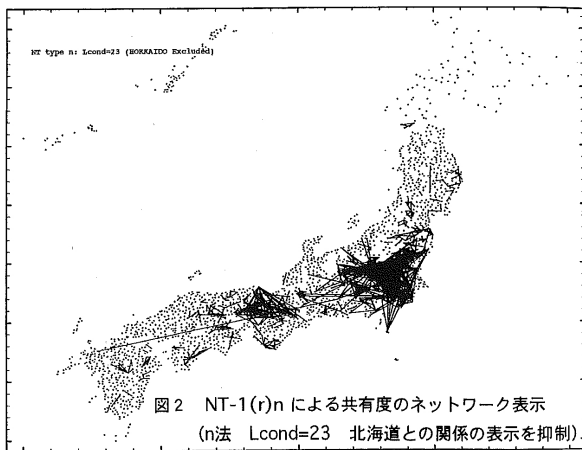 NT type n: Lcond=23 (HOKKAIDO Excluded)
図2 NT-1(r)n による共有度のネットワーク表示
(n法 Lcond=23 北海道との関係の表示を抑制)